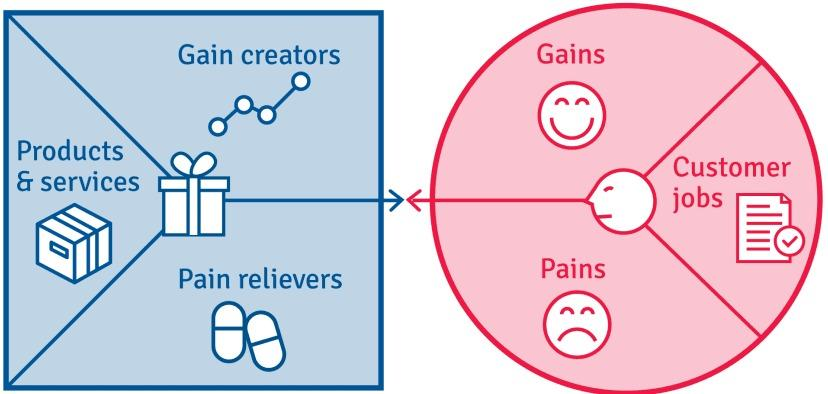 Gain creators
Products
& services
Pain relievers
Gains
Customer
jobs
Pains